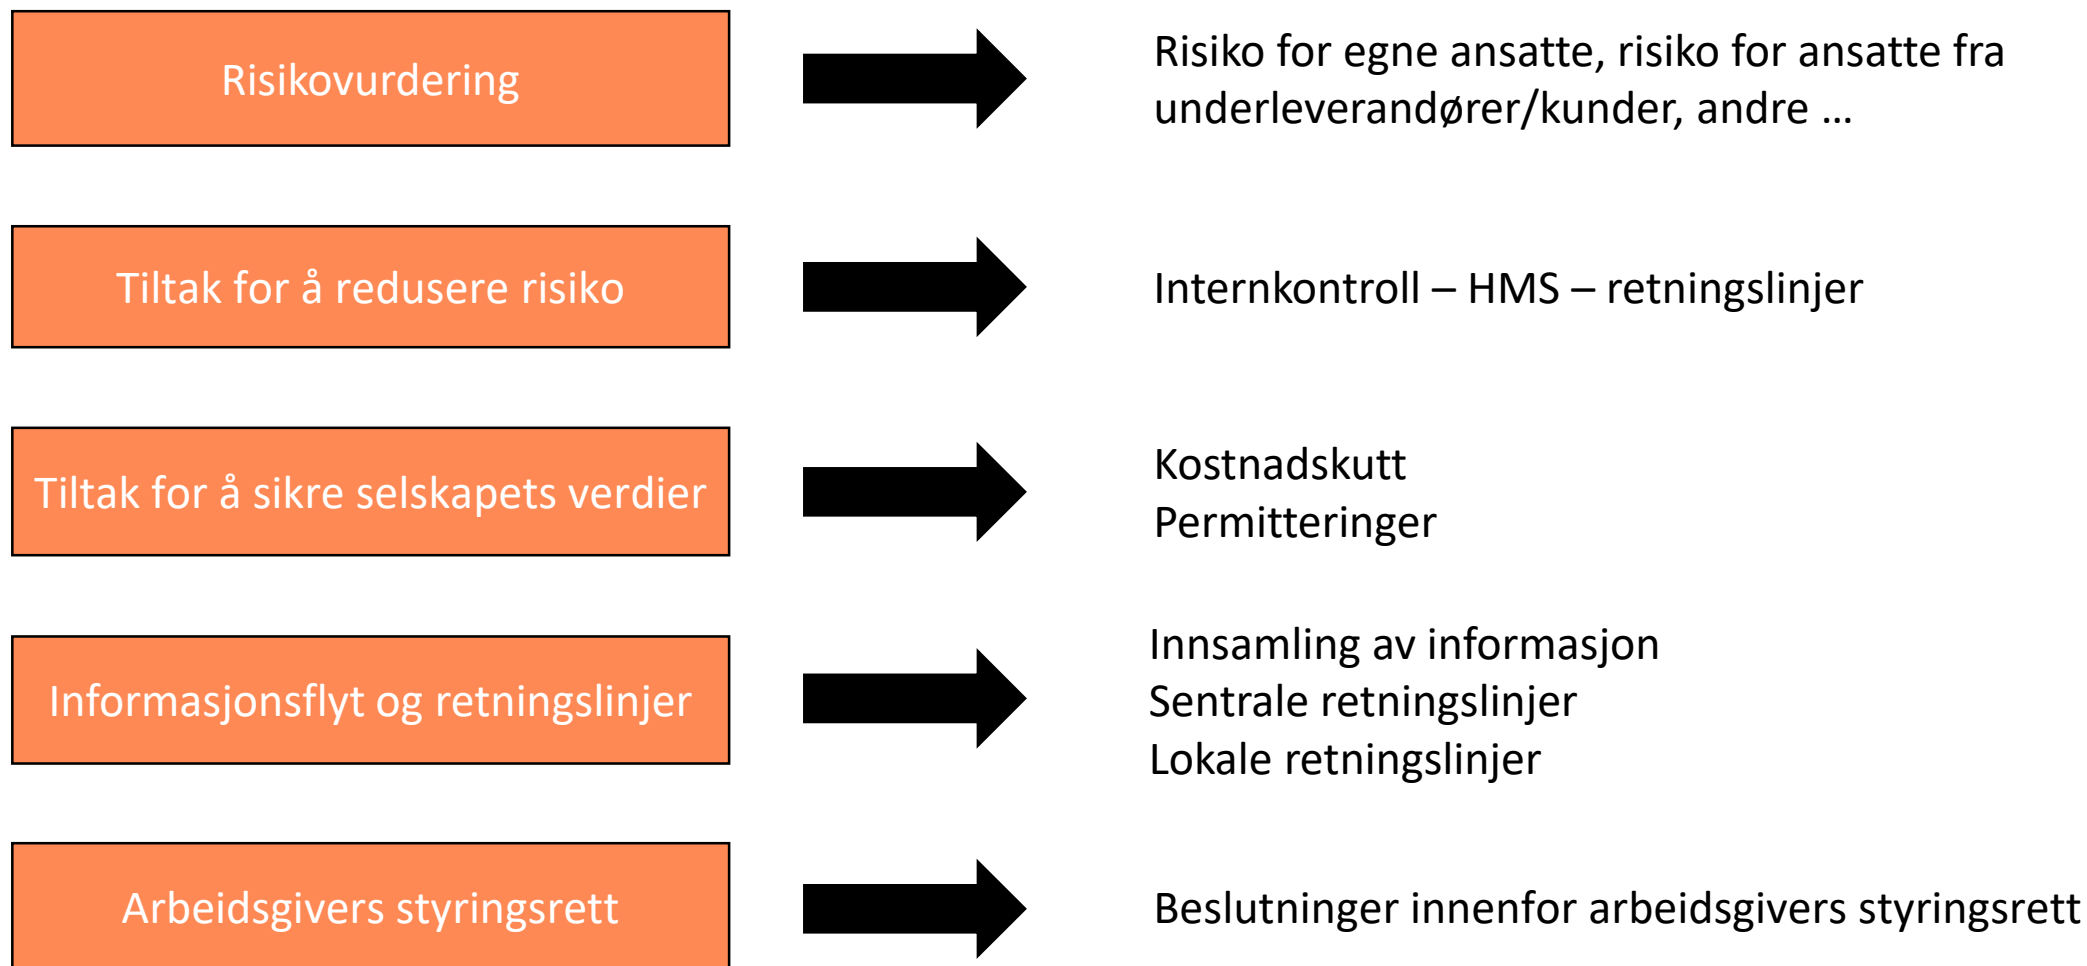 Risikovurdering
Risiko for egne ansatte, risiko for ansatte fra
underleverandører/kunder, andre …
Tiltak for å redusere risiko
Internkontroll – HMS – retningslinjer
Tiltak for å sikre selskapets verdier
Kostnadskutt
Permitteringer
Informasjonsflyt og retningslinjer
Innsamling av informasjon
Sentrale retningslinjer
Lokale retningslinjer
Arbeidsgivers styringsrett
Beslutninger innenfor arbeidsgivers styringsrett